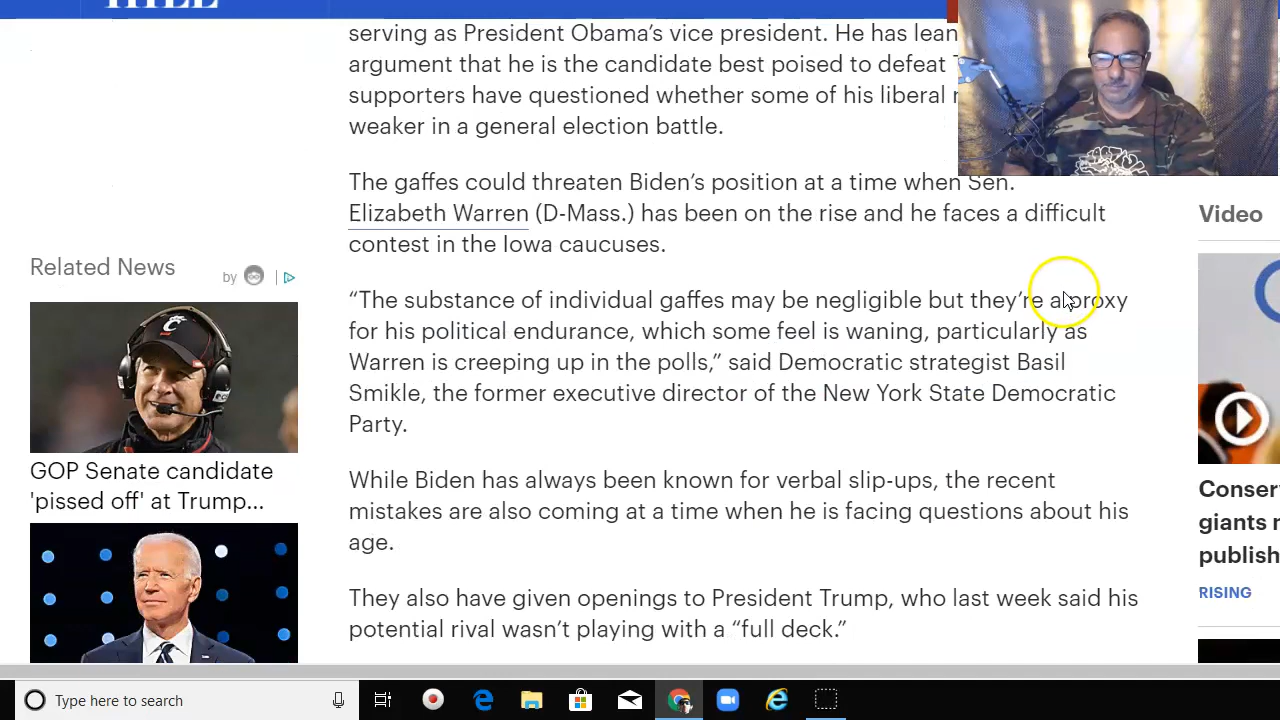 HILL
serving as President Obama’s vice president. He has lean
argument that he is the candidate best poised to defeat
supporters have questioned whether some of his liberal
weaker in a general election battle.
The gaffes could threaten Biden’s position at a time when Sen.
Elizabeth Warren (D-Mass.) has been on the rise and he faces a difficult
contest in the Iowa caucuses.
“The substance of individual gaffes may be negligible but they’re a proxy
for his political endurance, which some feel is waning, particularly as
Warren is creeping up in the polls,” said Democratic strategist Basil
Smikle, the former executive director of the New York State Democratic
Party.
While Biden has always been known for verbal slip-ups, the recent
mistakes are also coming at a time when he is facing questions about his
age.
They also have given openings to President Trump, who last week said his
potential rival wasn’t playing with a “full deck.”
Related News
by
C
GOP Senate candidate
'pissed off' at Trump...
Video
Conser
giants
publish
RISING
Type here to search